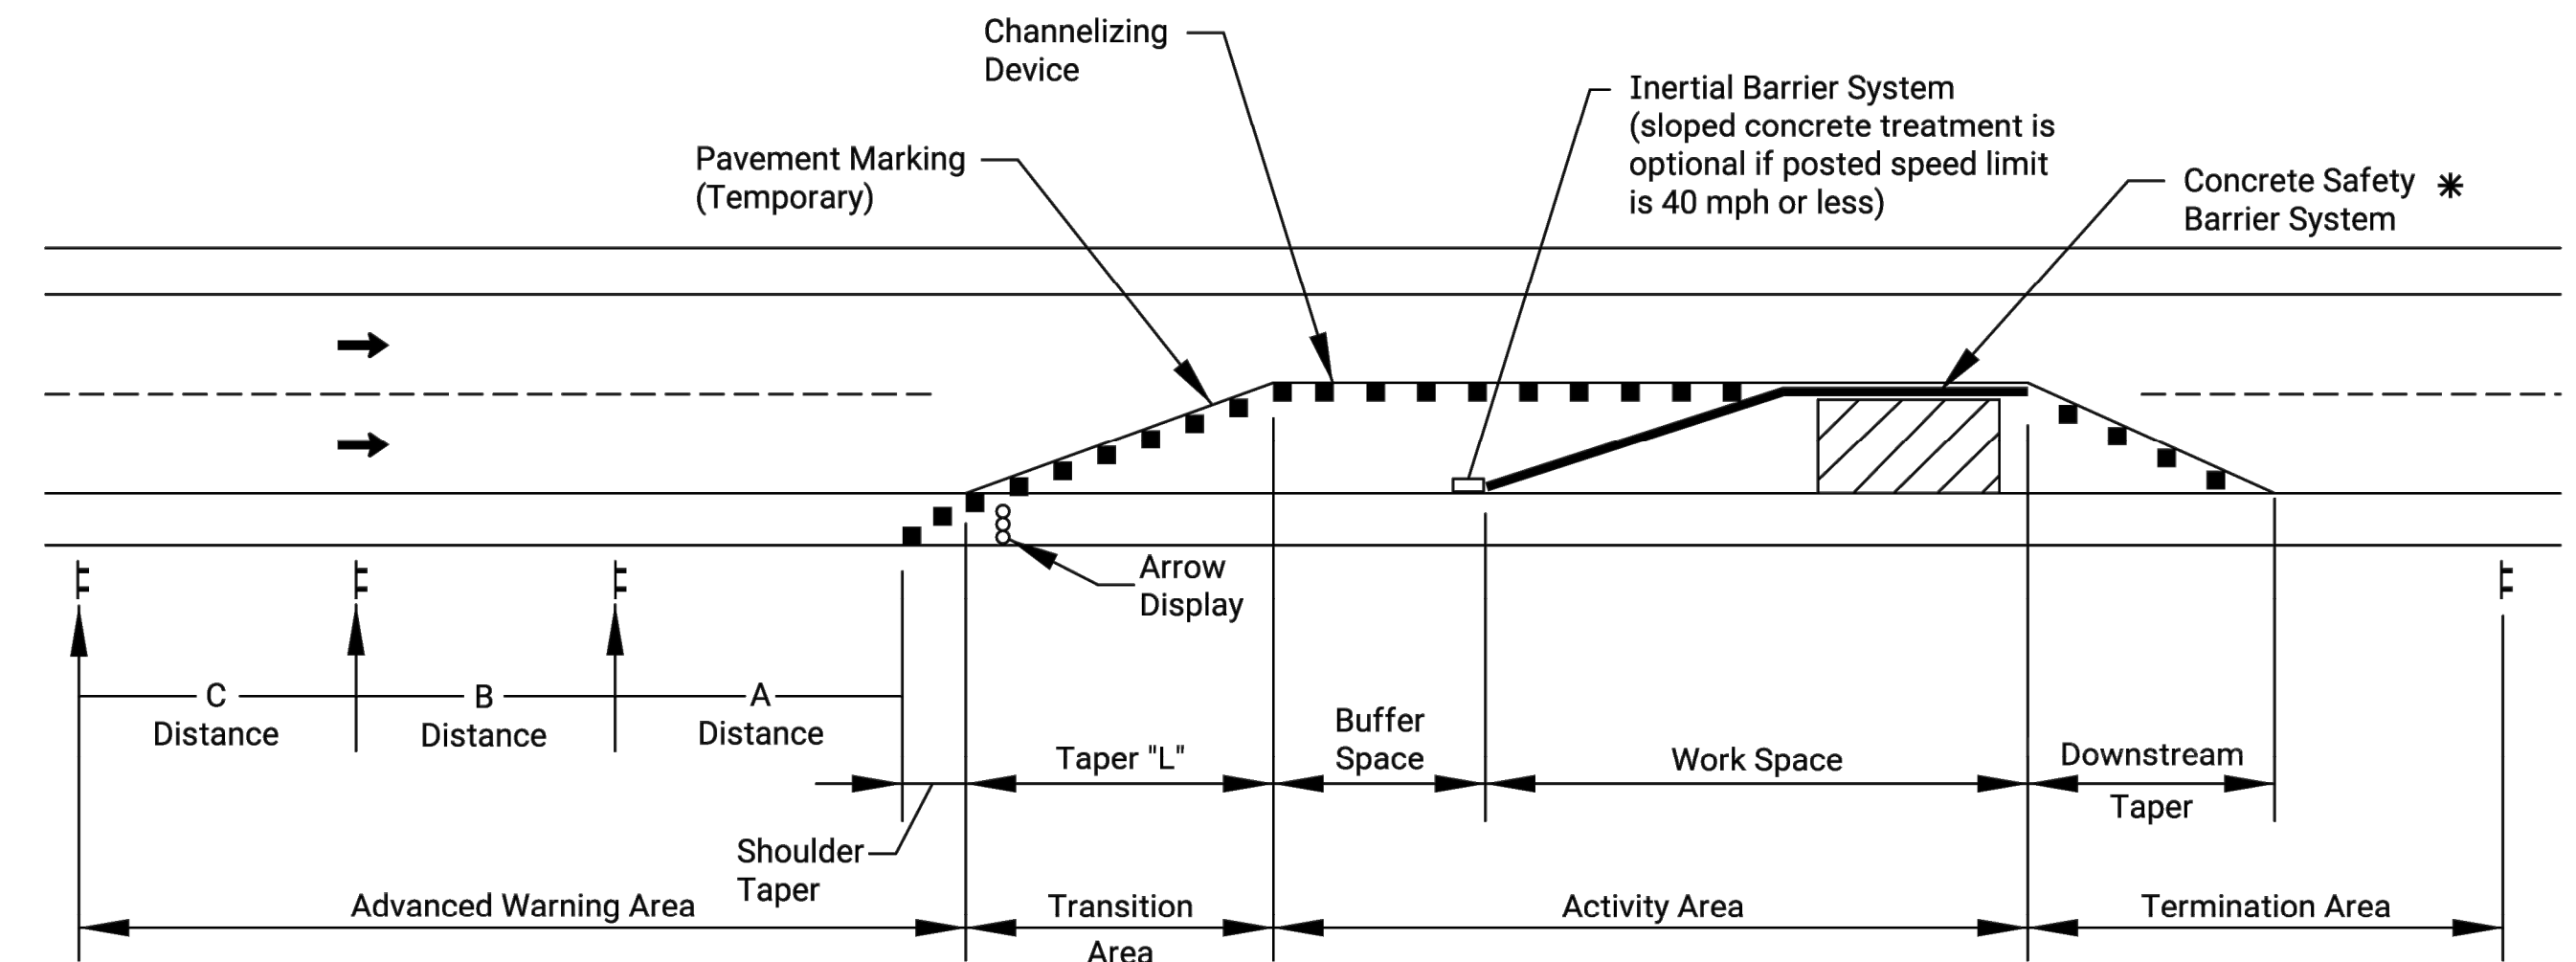 Channelizing
Device
Inertial Barrier System
(sloped concrete treatment is
optional if posted speed limit
is 40 mph or less)
Pavement Marking
(Temporary)
Concrete Safety *
Barrier System
Arrow
Display
C
Distance
B
Distance
A
Distance
Shoulder
Taper
Taper "L"
Buffer
Space
Work Space
Downstream
Taper
Advanced Warning Area
Transition
Area
Activity Area
Termination Area